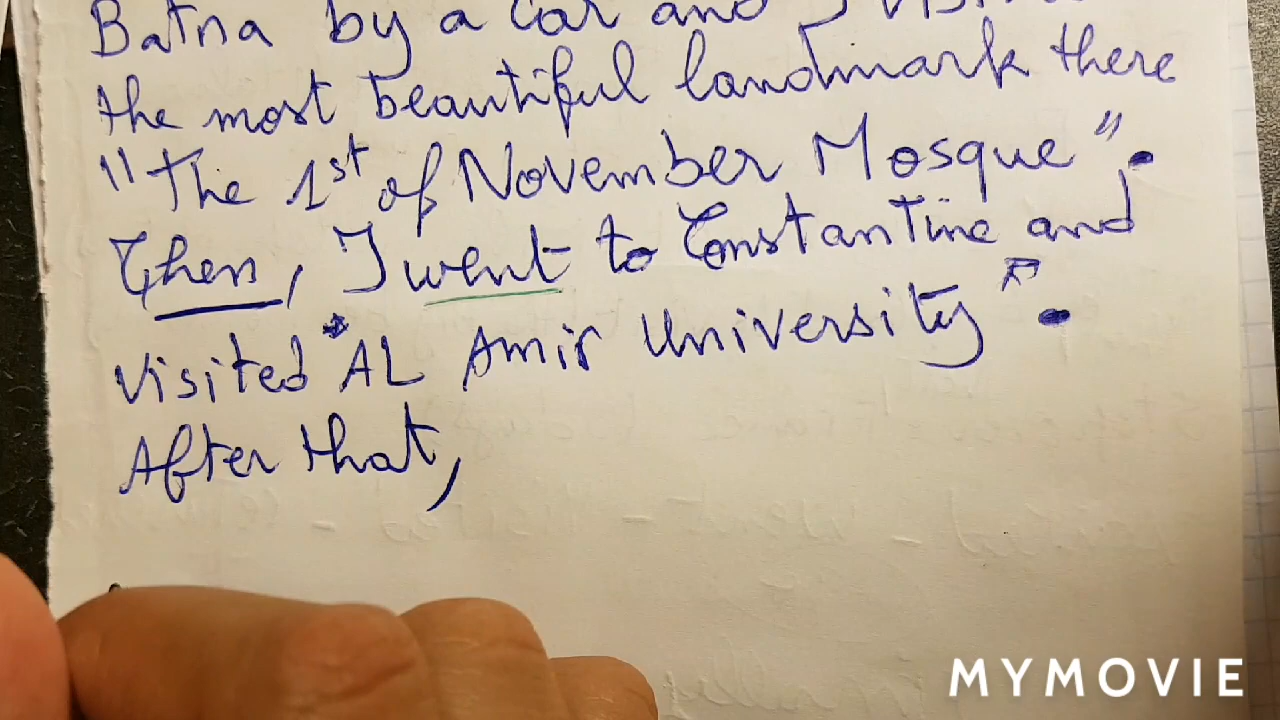 Batna by a car and I
the most beautiful landmark there
"The 1st of November Mosque".
Then, I went to Constantine and
visited "AL Amir University".
After that,
MYMOVIE